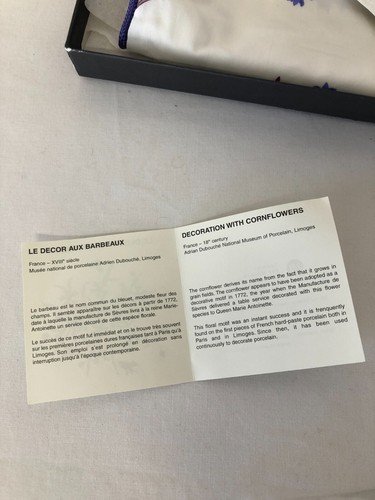 LE DECOR AUX BARBEAUX
France – XVIIIe siècle
Musée national de porcelaine Adrien Dubouché, Limoges
Le barbeau est le nom commun du bleuet, modeste fleur des
champs. Il semble apparaître sur les décors à partir de 1772,
date à laquelle la manufacture de Sèvres livra à la reine Marie-
Antoinette un service décoré de cette espèce florale.
Le succès de ce motif fut immédiat et on le trouve très souvent
sur les premières porcelaines dures françaises tant à Paris qu'à
Limoges. Son emploi s'est prolongé en décoration sans
interruption jusqu'à l'époque contemporaine.
DECORATION WITH CORNFLOWERS
France – 18th century
Adrian Dubouché National Museum of Porcelain, Limoges
The cornflower derives its name from the fact that it grows in
grain fields. The cornflower appears to have been adopted as a
decorative motif in 1772, the year when the Manufacture de
Sèvres delivered a table service decorated with this flower
species to Queen Marie Antoinette.
This floral motif was an instant success and it is frenquently
found on the first pieces of French hard-paste porcelain both in
Paris and in Limoges. Since then, it has been used
continuously to decorate porcelain.